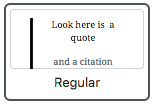 Look here is a
quote
and a citation
Regular